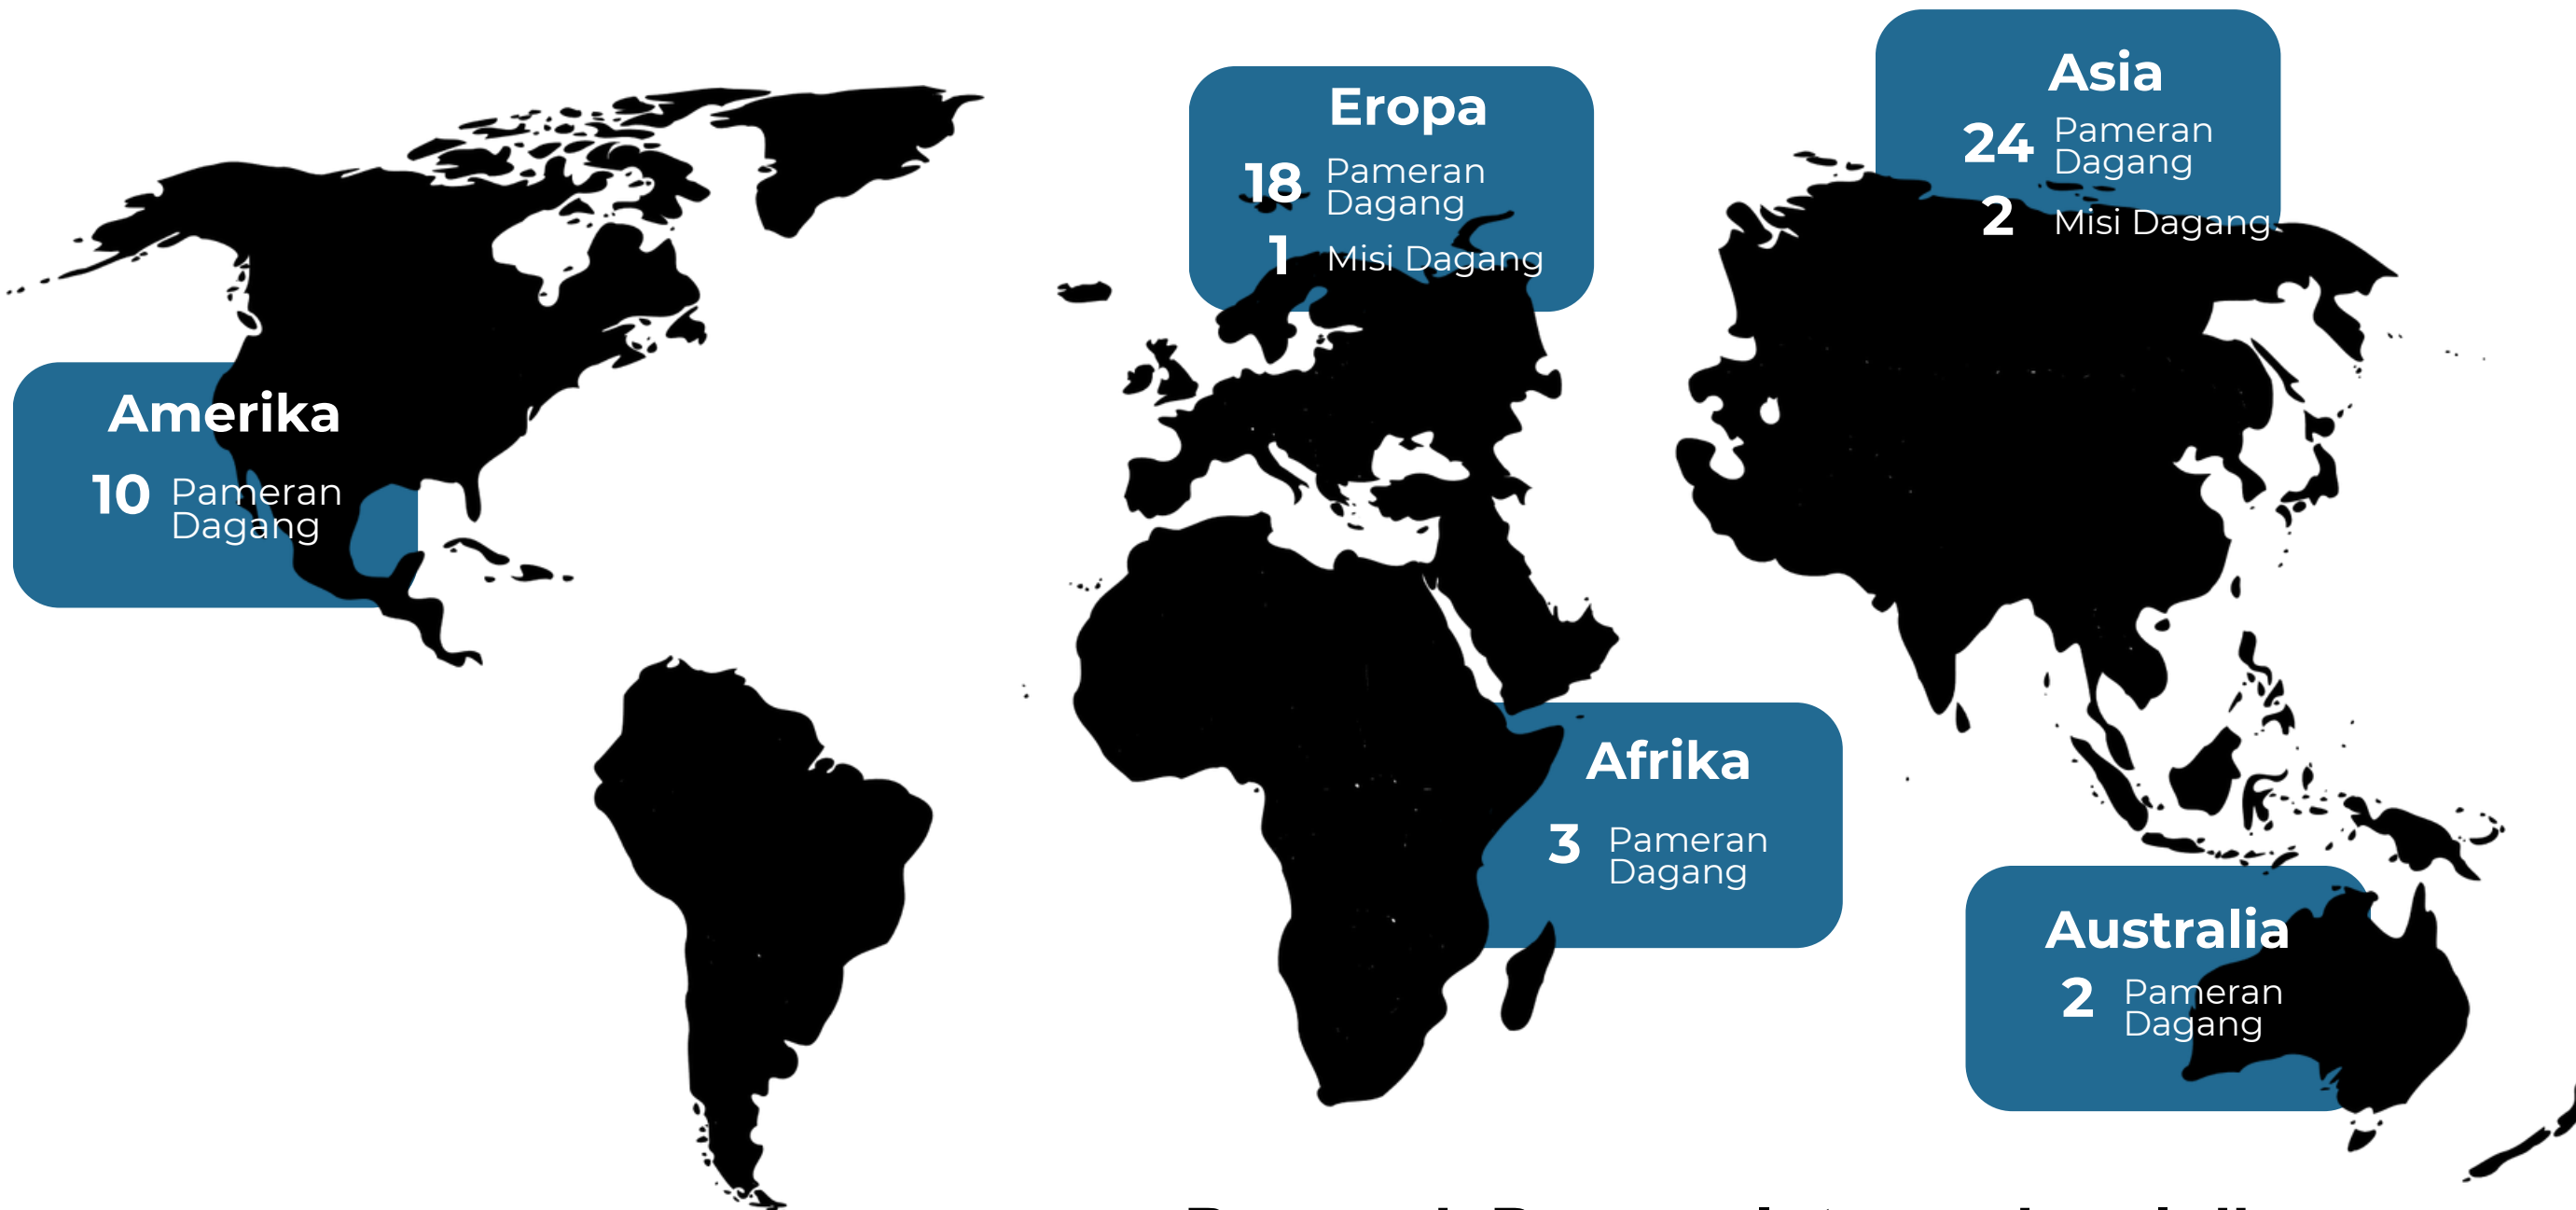 Asia
24 Pameran
Dagang
2 Misi Dagang
Eropa
18 Pameran
Dagang
1 Misi Dagang
Amerika
10 Pameran
Dagang
Afrika
3 Pameran
Dagang
Australia
2 Pameran
Dagang